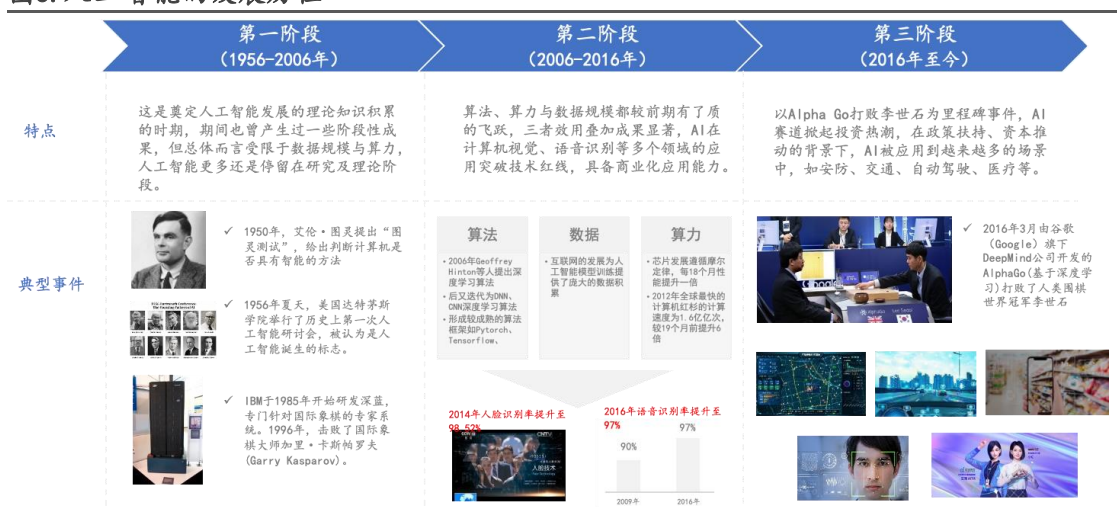 第一阶段
(1956-2006年)
第二阶段
(2006-2016年)
第三阶段
(2016年至今)
特点
这是奠定人工智能发展的理论知识积累
的时期，期间也曾产生过一些阶段性成
果，但总体而言受限于数据规模与算力，
人工智能更多还是停留在研究及理论阶
段。
算法、算力与数据规模都较前期有了质
的飞跃，三者效用叠加成果显著，AI在
计算机视觉、语音识别等多个领域的应
用突破技术红线，具备商业化应用能力。
以Alpha Go打败李世石为里程碑事件，AI
赛道掀起投资热潮，在政策扶持、资本推
动的背景下，AI被应用到越来越多的场景
中，如安防、交通、自动驾驶、医疗等。
典型事件
✓ 1950年，艾伦·图灵提出“图
灵测试”，给出判断计算机是
否具有智能的方法
✓ 1956年夏天，美国达特茅斯
学院举行了历史上第一次人
工智能研讨会，被认为是人
工智能诞生的标志。
✓ IBM于1985年开始研发深蓝，
专门针对国际象棋的专家系
统。1996年，击败了国际象
棋大师加里·卡斯帕罗夫
(Garry Kasparov)。
算法
•2006年Geoffrey
Hinton等人提出深
度学习算法
•后又迭代为DNN、
CNN深度学习算法
•形成较成熟的算法
框架如Pytorch、
Tensorflow、
数据
•互联网的发展为人
工智能模型训练提
供了庞大的数据积
累
算力
•芯片发展遵循摩尔
定律，每18个月性
能提升一倍
•2012年全球最快的
计算机红杉的计算
速度为1.6亿亿次，
较19个月前提升6
倍
2014年人脸识别率提升至
98.52%
CNTV
人脸技术
2016年语音识别率提升至
97%
97%
90%
2009年
2016年
✓ 2016年3月由谷歌
（Google）旗下
DeepMind公司开发的
AlphaGo(基于深度学
习)打败了人类围棋
世界冠军李世石